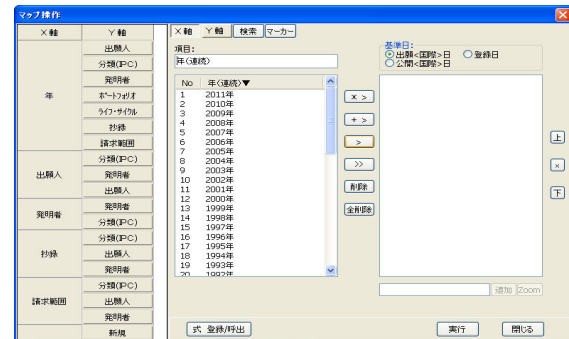 マップ操作
X軸 Y軸
年
出願人
分類(IPC)
発明者
ポートフォリオ
ライフ・サイクル
抄録
請求範囲
出願人
分類(IPC)
発明者
出願人
発明者
発明者
分類(IPC)
抄録
分類(IPC)
出願人
発明者
請求範囲
分類(IPC)
出願人
発明者
新規
X軸 Y軸 検索 マーカー
項目:
年(連続)
No 年(連続)▼
1 2011年
2 2010年
3 2009年
4 2008年
5 2007年
6 2006年
7 2005年
8 2004年
9 2003年
10 2002年
11 2001年
12 2000年
13 1999年
14 1998年
15 1997年
16 1996年
17 1995年
18 1994年
19 1993年
20 1992年
x >
+ >
>
>>
削除
全削除
基準日:
出願<国際>日 登録日
公開<国際>日
上
×
下
追加 Zoom
式 登録/呼出
実行 閉じる